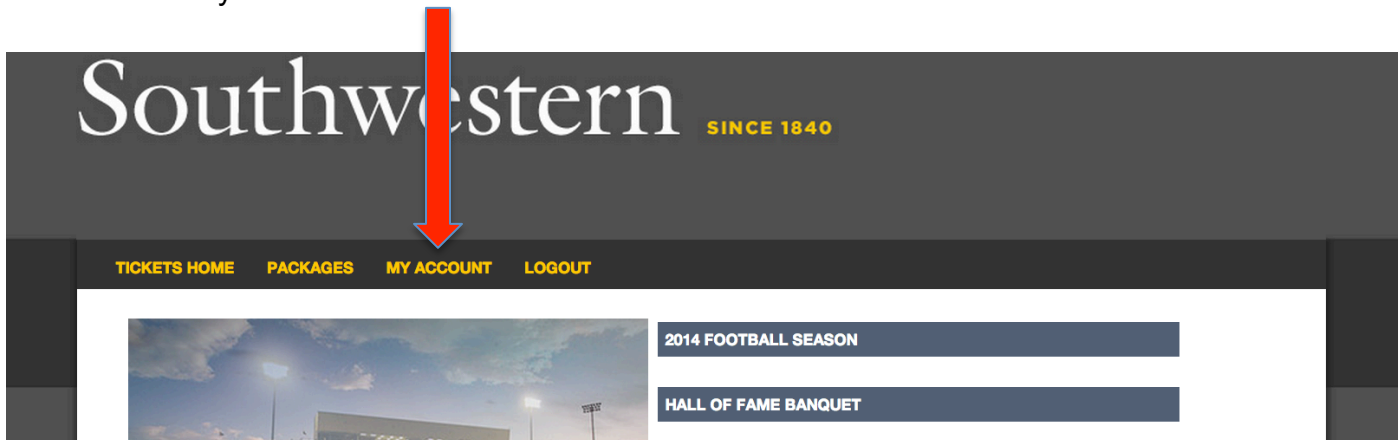 Southwestern SINCE 1840
TICKETS HOME PACKAGES MY ACCOUNT LOGOUT
2014 FOOTBALL SEASON
HALL OF FAME BANQUET